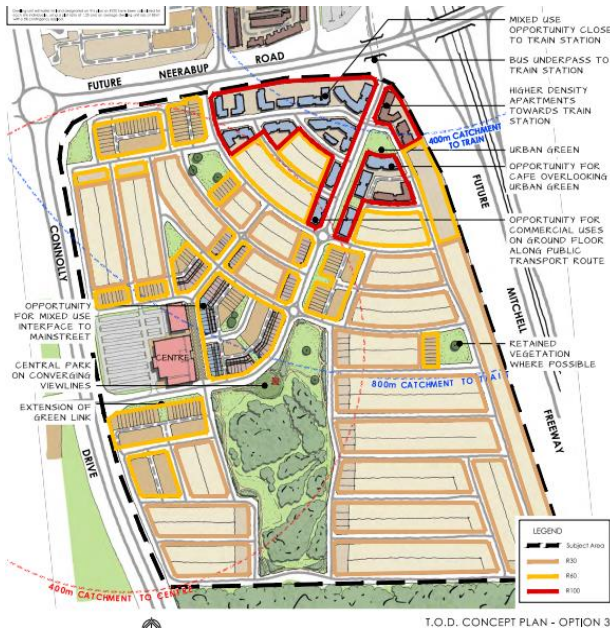 MIXED USE
OPPORTUNITY CLOSE
TO TRAIN STATION
BUS UNDERPASS TO
TRAIN STATION
HIGHER DENSITY
APARTMENTS
TOWARDS TRAIN
STATION
FUTURE NEERABUP ROAD
400m CATCHMENT
TO TRAIN
URBAN GREEN
OPPORTUNITY FOR
CAFE OVERLOOKING
URBAN GREEN
OPPORTUNITY FOR
COMMERCIAL USES
ON GROUND FLOOR
ALONG PUBLIC
TRANSPORT ROUTE
FUTURE MITCHELL FREEWAY
CONNOLLY DRIVE
OPPORTUNITY
FOR MIXED USE
INTERFACE TO
MAINSTREET
CENTRE
CENTRAL PARK
ON CONVERGING
VIEWLINES
EXTENSION OF
GREEN LINK
RETAINED
VEGETATION
WHERE POSSIBLE
800m CATCHMENT TO
400m CATCHMENT TO CENTRE
LEGEND
Subject Area
R30
R60
R100
T.O.D. CONCEPT PLAN - OPTION 3